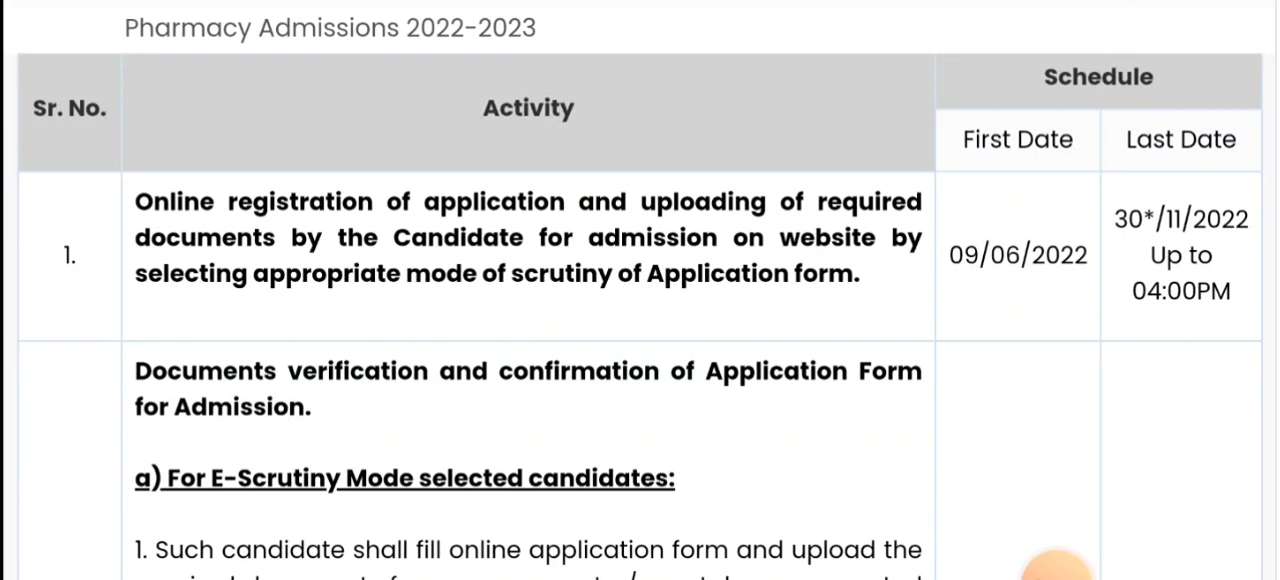 Pharmacy Admissions 2022-2023
Sr. No.
Activity
Schedule
First Date
Last Date
1.
Online registration of application and uploading of required
documents by the Candidate for admission on website by
selecting appropriate mode of scrutiny of Application form.
09/06/2022
30*/11/2022
Up to
04:00PM
Documents verification and confirmation of Application Form
for Admission.
a) For E-Scrutiny Mode selected candidates:
1. Such candidate shall fill online application form and upload the